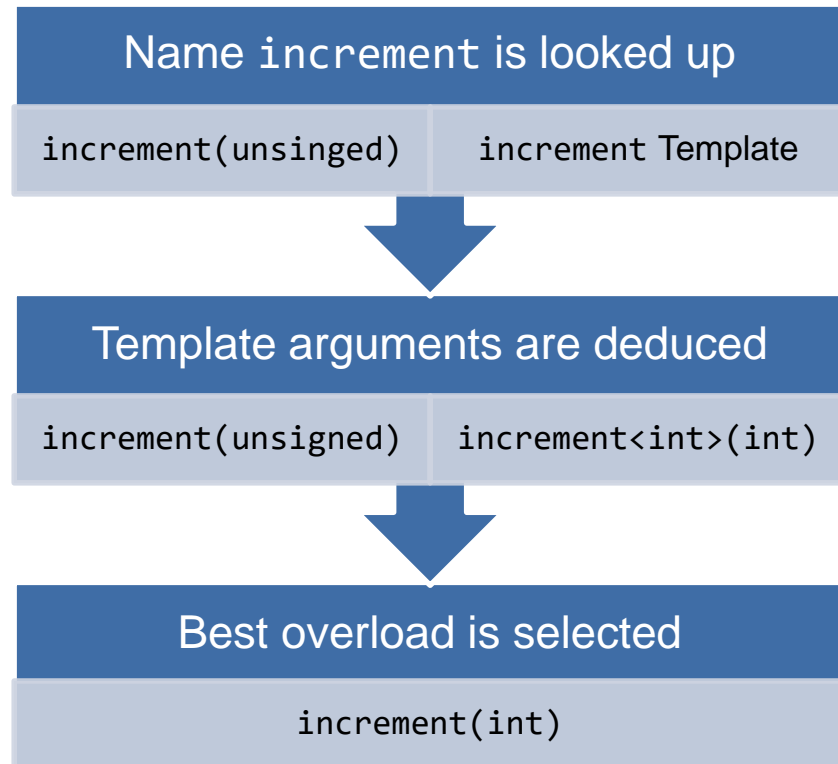 Name increment is looked up
increment(unsinged)
increment Template
Template arguments are deduced
increment(unsigned)
increment<int>(int)
Best overload is selected
increment(int)